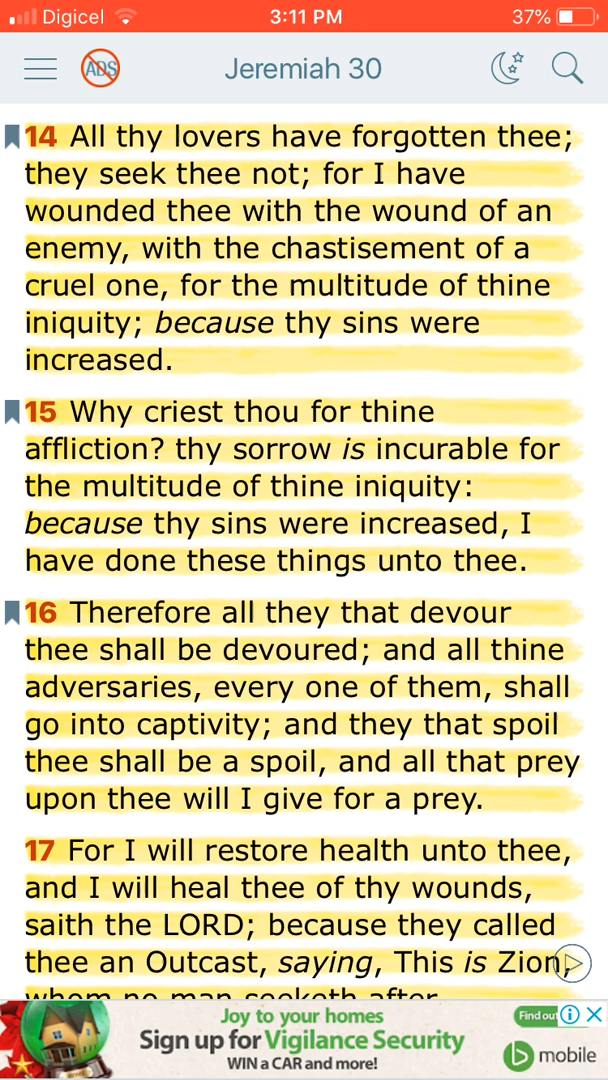 Digicel 3:11 PM 37%
ADS Jeremiah 30
14 All thy lovers have forgotten thee;
they seek thee not; for I have
wounded thee with the wound of an
enemy, with the chastisement of a
cruel one, for the multitude of thine
iniquity; because thy sins were
increased.
15 Why criest thou for thine
affliction? thy sorrow is incurable for
the multitude of thine iniquity:
because thy sins were increased, I
have done these things unto thee.
16 Therefore all they that devour
thee shall be devoured; and all thine
adversaries, every one of them, shall
go into captivity; and they that spoil
thee shall be a spoil, and all that prey
upon thee will I give for a prey.
17 For I will restore health unto thee,
and I will heal thee of thy wounds,
saith the LORD; because they called
thee an Outcast, saying, This is Zion,
whom no man seeketh after
Joy to your homes
Find out
Sign up for Vigilance Security
WIN a CAR and more!
b mobile